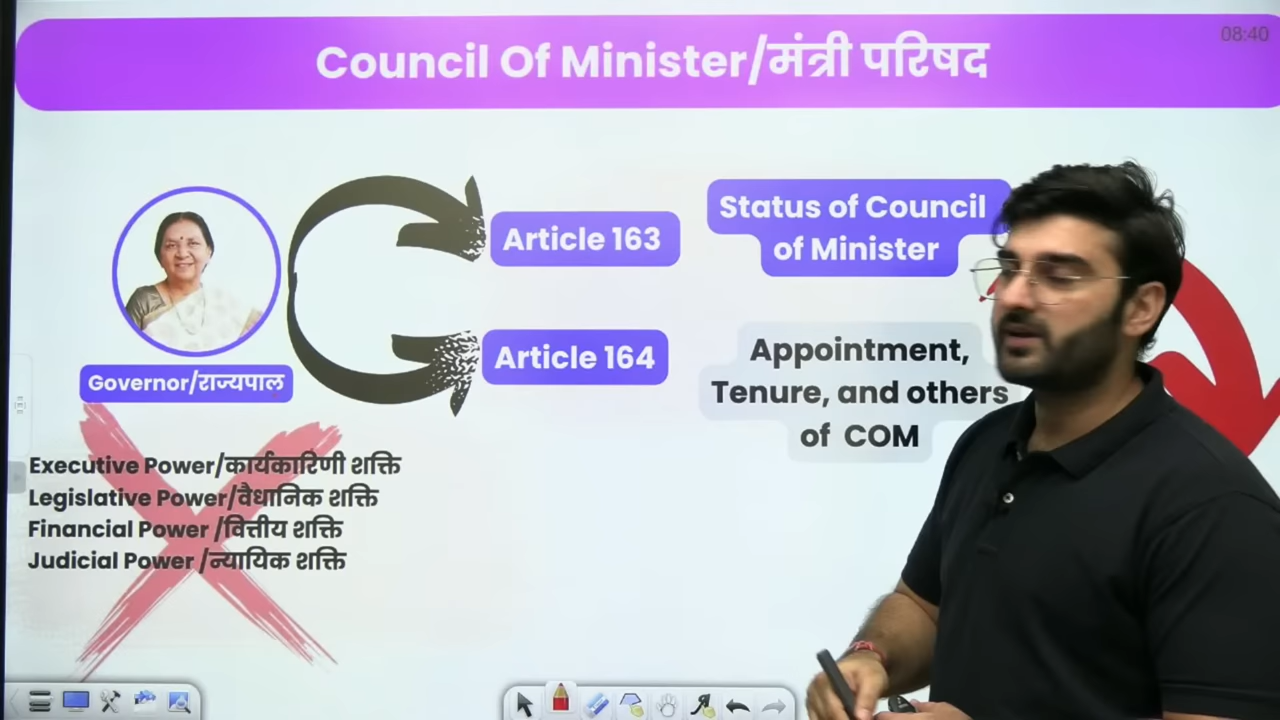 08:40
Council Of Minister/मंत्री परिषद
Article 163
Status of Council
of Minister
Governor/राज्यपाल
Article 164
Appointment,
Tenure, and others
of COM
Executive Power/कार्यकारिणी शक्ति
Legislative Power/वैधानिक शक्ति
Financial Power /वित्तीय शक्ति
Judicial Power /न्यायिक शक्ति